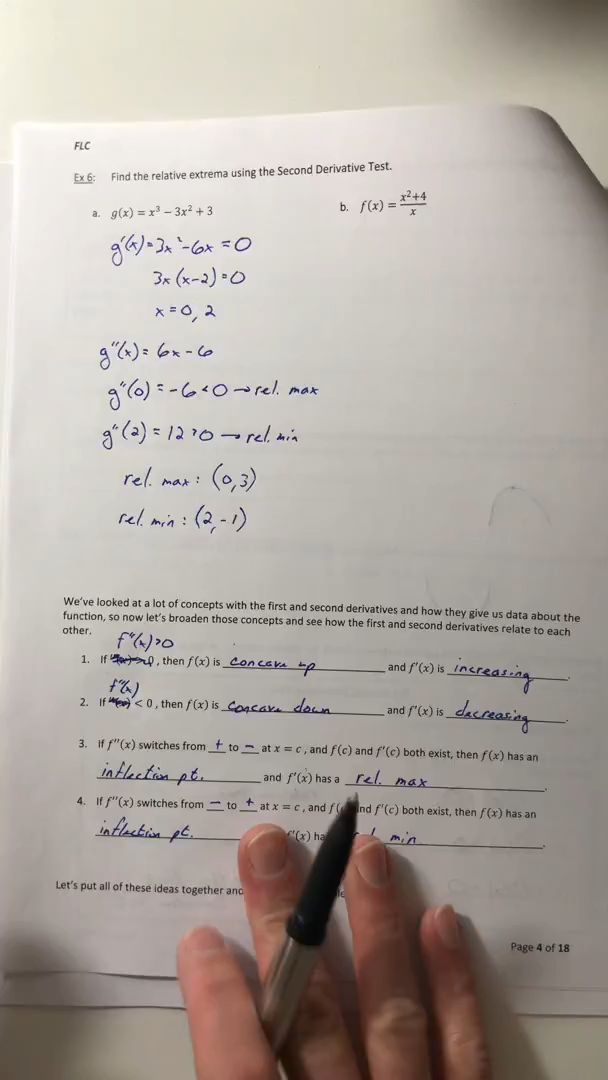 FLC
Ex 6: Find the relative extrema using the Second Derivative Test.
a. g(x) = x³ − 3x² + 3
b. f(x) = (x²+4)/x
g'(x) = 3x² - 6x = 0
3x (x-2) = 0
x = 0, 2
g''(x) = 6x - 6
g''(0) = -6 < 0 → rel. max
g''(2) = 12 > 0 → rel. min
rel. max : (0,3)
rel. min : (2,-1)
We've looked at a lot of concepts with the first and second derivatives and how they give us data about the
function, so now let's broaden those concepts and see how the first and second derivatives relate to each
other.
f''(x) > 0
1. If , then f(x) is concave up and f'(x) is increasing.
f''(x)
2. If < 0 , then f(x) is concave down and f'(x) is decreasing.
3. If f''(x) switches from + to − at x = c , and f(c) and f'(c) both exist, then f(x) has an
inflection pt. and f'(x) has a rel. max.
4. If f''(x) switches from − to + at x = c , and f( and f'(c) both exist, then f(x) has an
inflection pt. f'(x) ha min.
Let's put all of these ideas together and
Page 4 of 18